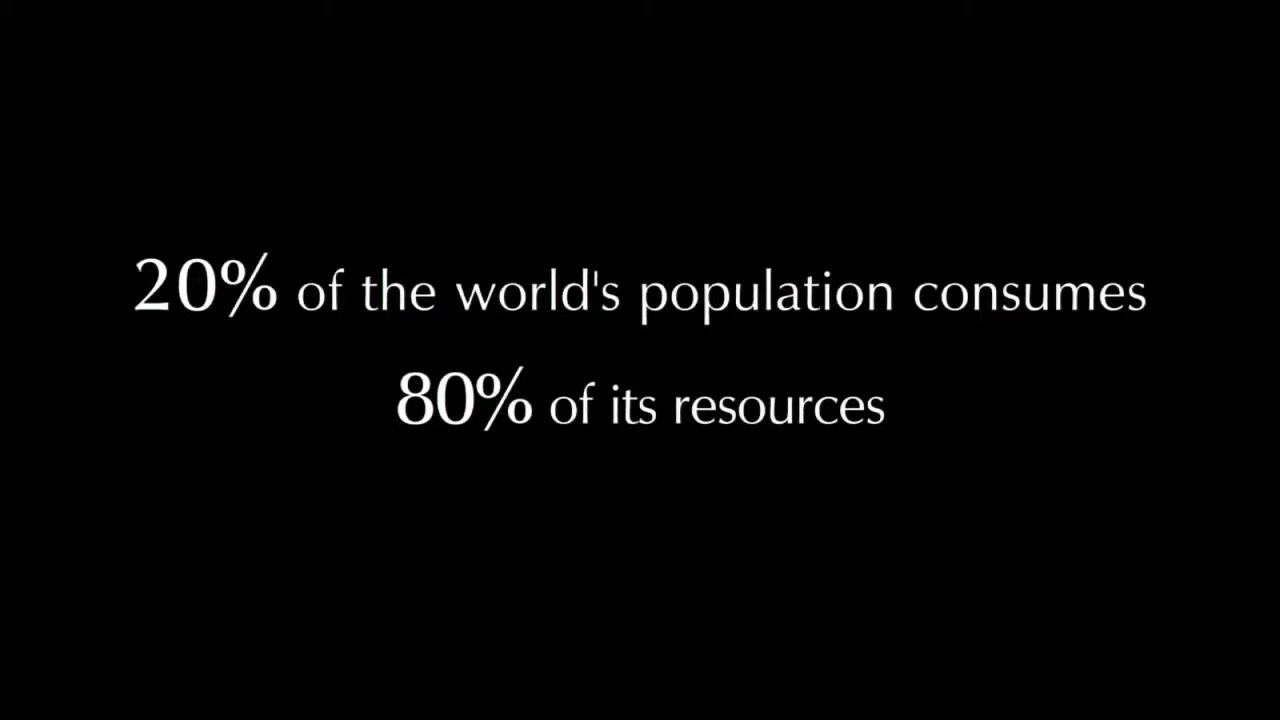 20% of the world's population consumes
80% of its resources